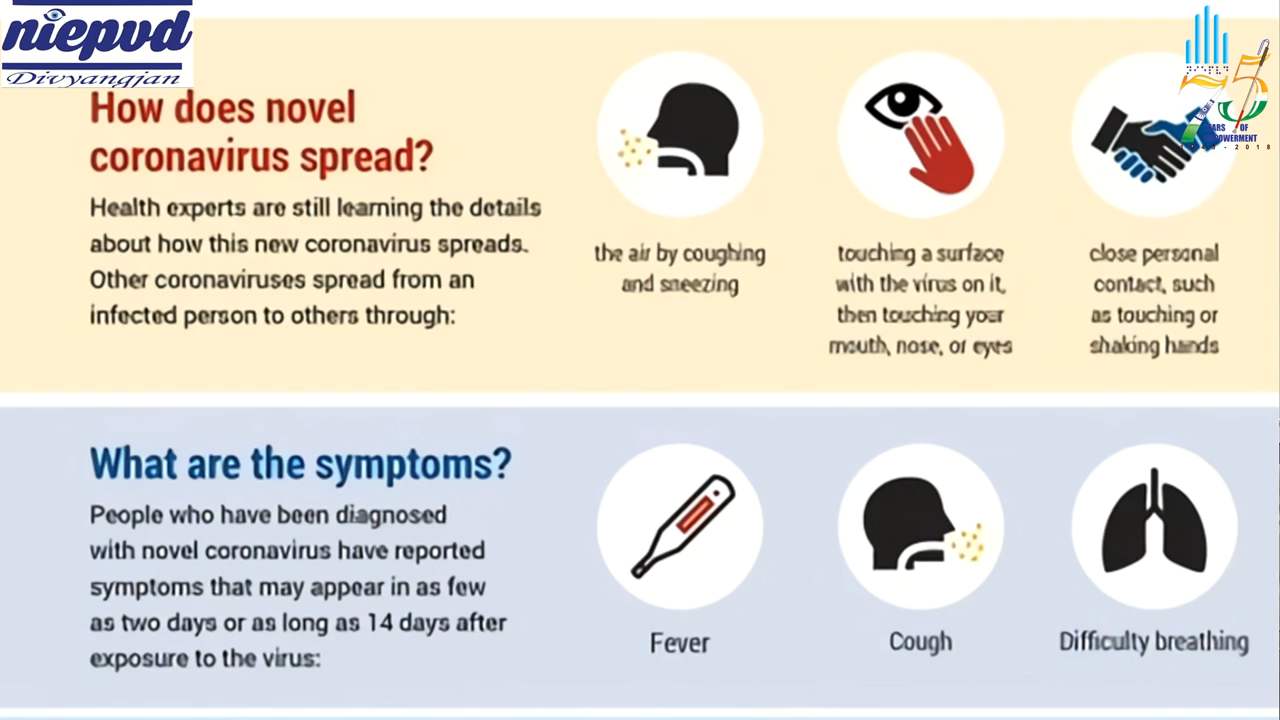 niepvd
Divyangjan
How does novel
coronavirus spread?
Health experts are still learning the details
about how this new coronavirus spreads.
Other coronaviruses spread from an
infected person to others through:
the air by coughing
and sneezing
touching a surface
with the virus on it,
then touching your
mouth, nose, or eyes
close personal
contact, such
as touching or
shaking hands
What are the symptoms?
People who have been diagnosed
with novel coronavirus have reported
symptoms that may appear in as few
as two days or as long as 14 days after
exposure to the virus:
Fever
Cough
Difficulty breathing